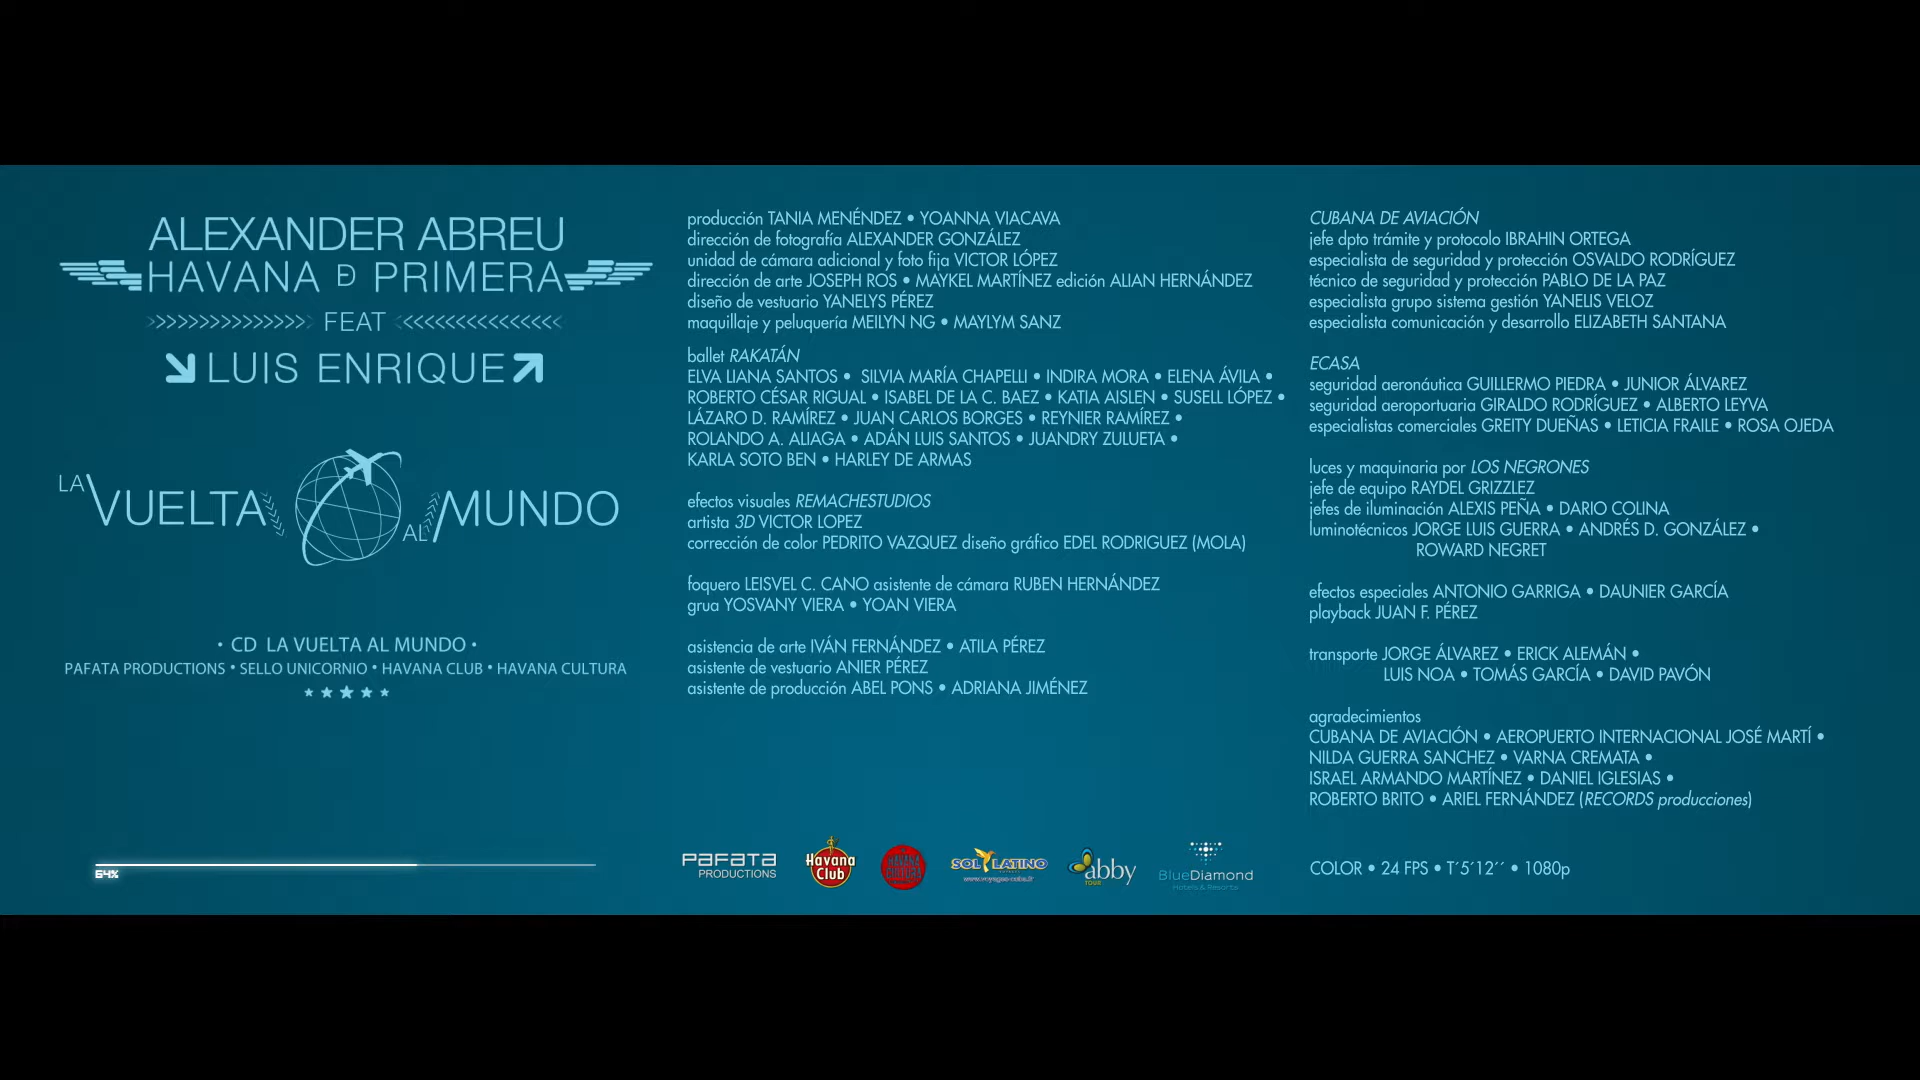 ALEXANDER ABREU
HAVANA Đ PRIMERA
FEAT
LUIS ENRIQUE
LA VUELTA AL MUNDO
• CD LA VUELTA AL MUNDO •
PAFATA PRODUCTIONS • SELLO UNICORNIO • HAVANA CLUB • HAVANA CULTURA
64%
producción TANIA MENÉNDEZ • YOANNA VIACAVA
dirección de fotografía ALEXANDER GONZÁLEZ
unidad de cámara adicional y foto fija VICTOR LÓPEZ
dirección de arte JOSEPH ROS • MAYKEL MARTÍNEZ edición ALIAN HERNÁNDEZ
diseño de vestuario YANELYS PÉREZ
maquillaje y peluquería MEILYN NG • MAYLYM SANZ
ballet RAKATÁN
ELVA LIANA SANTOS • SILVIA MARÍA CHAPELLI • INDIRA MORA • ELENA ÁVILA •
ROBERTO CÉSAR RIGUAL • ISABEL DE LA C. BAEZ • KATIA AISLEN • SUSELL LÓPEZ •
LÁZARO D. RAMÍREZ • JUAN CARLOS BORGES • REYNIER RAMÍREZ •
ROLANDO A. ALIAGA • ADÁN LUIS SANTOS • JUANDRY ZULUETA •
KARLA SOTO BEN • HARLEY DE ARMAS
efectos visuales REMACHESTUDIOS
artista 3D VICTOR LOPEZ
corrección de color PEDRITO VAZQUEZ diseño gráfico EDEL RODRIGUEZ (MOLA)
foquero LEISVEL C. CANO asistente de cámara RUBEN HERNÁNDEZ
grua YOSVANY VIERA • YOAN VIERA
asistencia de arte IVÁN FERNÁNDEZ • ATILA PÉREZ
asistente de vestuario ANIER PÉREZ
asistente de producción ABEL PONS • ADRIANA JIMÉNEZ
PAFATA
PRODUCTIONS
Havana
Club
HAVANA
CULTURA
SOL LATINO
abby
BlueDiamond
Hotels & Resorts
CUBANA DE AVIACIÓN
jefe dpto trámite y protocolo IBRAHIN ORTEGA
especialista de seguridad y protección OSVALDO RODRÍGUEZ
técnico de seguridad y protección PABLO DE LA PAZ
especialista grupo sistema gestión YANELIS VELOZ
especialista comunicación y desarrollo ELIZABETH SANTANA
ECASA
seguridad aeronáutica GUILLERMO PIEDRA • JUNIOR ÁLVAREZ
seguridad aeroportuaria GIRALDO RODRÍGUEZ • ALBERTO LEYVA
especialistas comerciales GREITY DUEÑAS • LETICIA FRAILE • ROSA OJEDA
luces y maquinaria por LOS NEGRONES
jefe de equipo RAYDEL GRIZZLEZ
jefes de iluminación ALEXIS PEÑA • DARIO COLINA
luminotécnicos JORGE LUIS GUERRA • ANDRÉS D. GONZÁLEZ •
ROWARD NEGRET
efectos especiales ANTONIO GARRIGA • DAUNIER GARCÍA
playback JUAN F. PÉREZ
transporte JORGE ÁLVAREZ • ERICK ALEMÁN •
LUIS NOA • TOMÁS GARCÍA • DAVID PAVÓN
agradecimientos
CUBANA DE AVIACIÓN • AEROPUERTO INTERNACIONAL JOSÉ MARTÍ •
NILDA GUERRA SANCHEZ • VARNA CREMATA •
ISRAEL ARMANDO MARTÍNEZ • DANIEL IGLESIAS •
ROBERTO BRITO • ARIEL FERNÁNDEZ (RECORDS producciones)
COLOR • 24 FPS • T´5´12´´ • 1080p